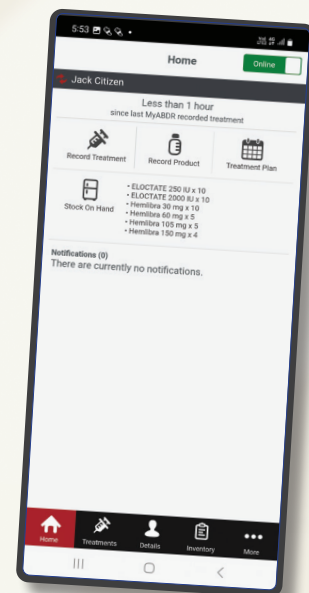 5:53
Home
Online
Jack Citizen
Less than 1 hour
since last MyABDR recorded treatment
Record Treatment
Record Product
Treatment Plan
Stock On Hand
• ELOCTATE 250 IU x 10
• ELOCTATE 2000 IU x 10
• Hemlibra 30 mg x 10
• Hemlibra 60 mg x 5
• Hemlibra 105 mg x 5
• Hemlibra 150 mg x 4
Notifications (0)
There are currently no notifications.
Home
Treatments
Details
Inventory
More